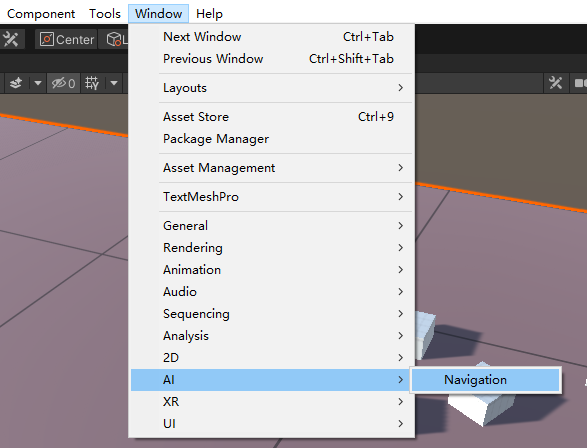 Component Tools Window Help
Center L
0
Next Window Ctrl+Tab
Previous Window Ctrl+Shift+Tab
Layouts
Asset Store Ctrl+9
Package Manager
Asset Management
TextMeshPro
General
Rendering
Animation
Audio
Sequencing
Analysis
2D
AI Navigation
XR
UI